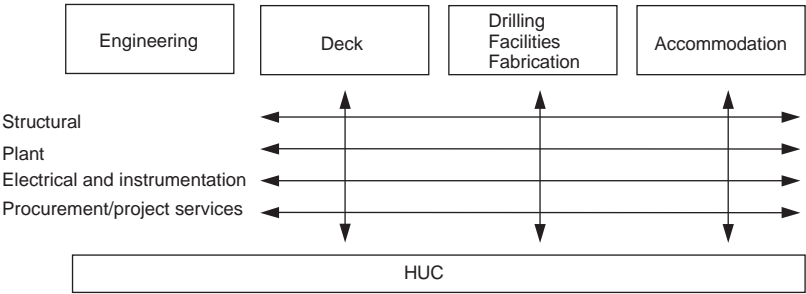 Engineering
Deck
Drilling
Facilities
Fabrication
Accommodation
Structural
Plant
Electrical and instrumentation
Procurement/project services
HUC